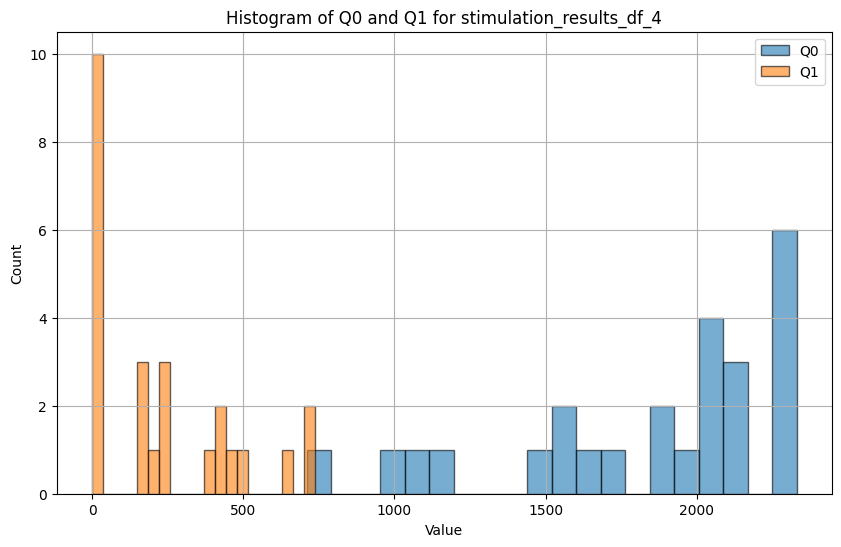 Histogram of Q0 and Q1 for stimulation_results_df_4
Q0
Q1
Count
10
8
6
4
2
0
0
500
1000
1500
2000
Value